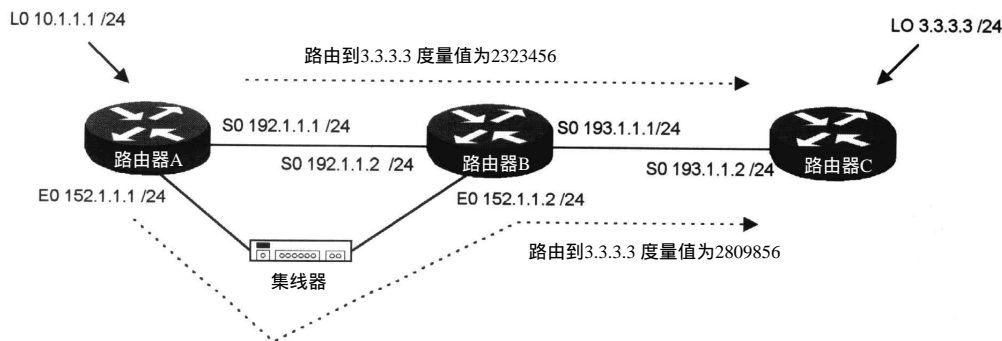 L0 10.1.1.1 /24
LO 3.3.3.3 /24
路由到3.3.3.3 度量值为2323456
S0 192.1.1.1 /24
S0 193.1.1.1/24
路由器A
路由器B
路由器C
S0 192.1.1.2 /24
S0 193.1.1.2 /24
E0 152.1.1.1 /24
E0 152.1.1.2 /24
路由到3.3.3.3 度量值为2809856
集线器